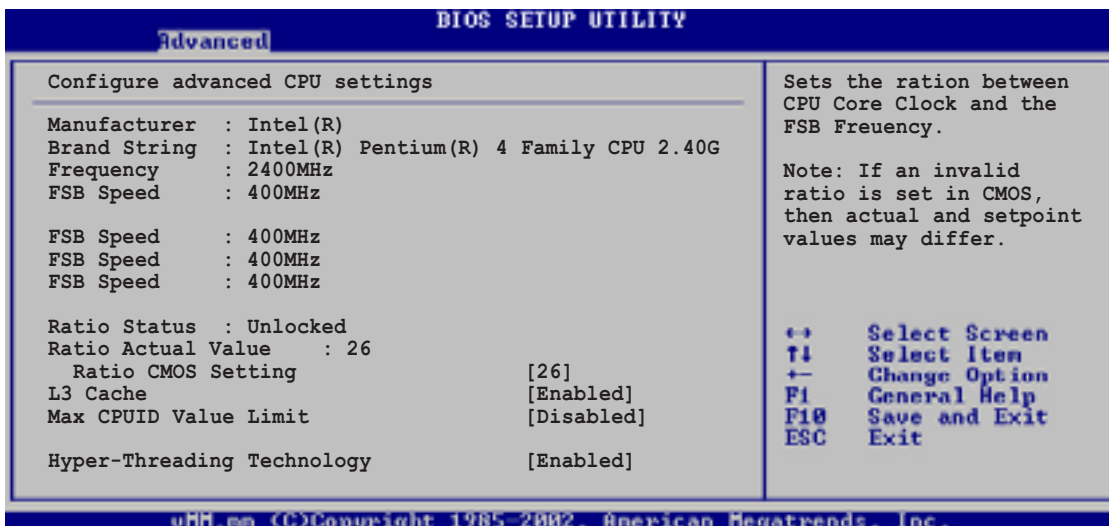 BIOS SETUP UTILITY
Advanced
Configure advanced CPU settings
Manufacturer : Intel(R)
Brand String : Intel(R) Pentium(R) 4 Family CPU 2.40G
Frequency : 2400MHz
FSB Speed : 400MHz
FSB Speed : 400MHz
FSB Speed : 400MHz
FSB Speed : 400MHz
Ratio Status : Unlocked
Ratio Actual Value : 26
Ratio CMOS Setting [26]
L3 Cache [Enabled]
Max CPUID Value Limit [Disabled]
Hyper-Threading Technology [Enabled]
Sets the ration between
CPU Core Clock and the
FSB Freuency.
Note: If an invalid
ratio is set in CMOS,
then actual and setpoint
values may differ.
←→ Select Screen
↑↓ Select Item
+- Change Option
F1 General Help
F10 Save and Exit
ESC Exit
(C)Copyright 1985-2002, American Megatrends, Inc.